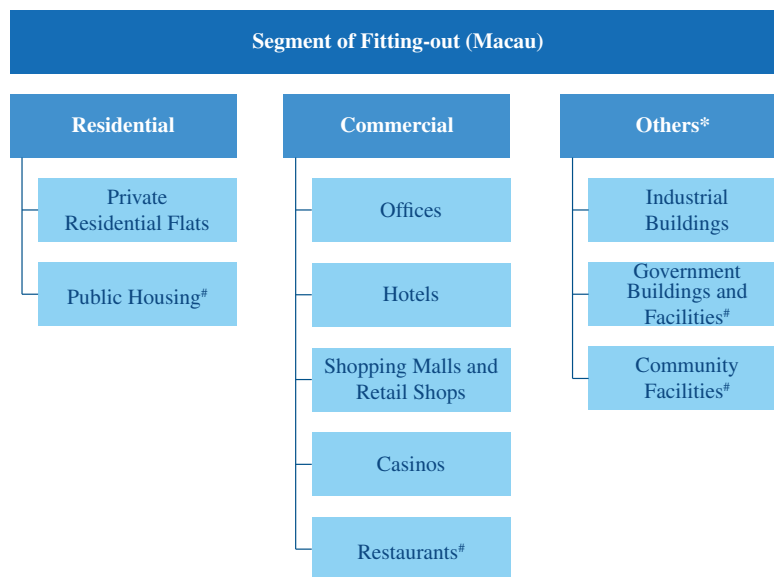 Segment of Fitting-out (Macau)
Residential
Private
Residential Flats
Public Housing#
Commercial
Offices
Hotels
Shopping Malls and
Retail Shops
Casinos
Restaurants#
Others*
Industrial
Buildings
Government
Buildings and
Facilities#
Community
Facilities#